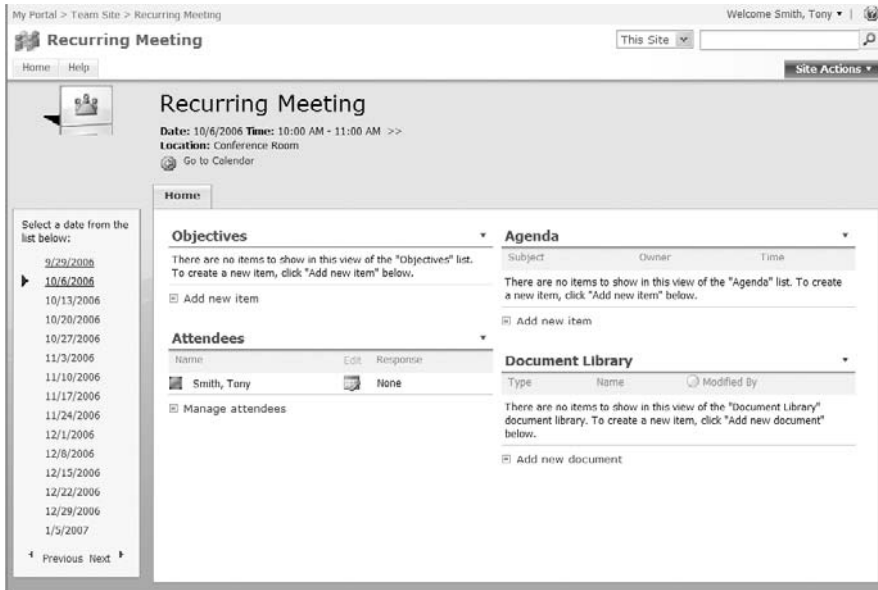 My Portal > Team Site > Recurring Meeting
Welcome Smith, Tony
Recurring Meeting
This Site
Home Help
Site Actions
Recurring Meeting
Date: 10/6/2006 Time: 10:00 AM - 11:00 AM >>
Location: Conference Room
Go to Calendar
Home
Select a date from the
list below:
9/29/2006
10/6/2006
10/13/2006
10/20/2006
10/27/2006
11/3/2006
11/10/2006
11/17/2006
11/24/2006
12/1/2006
12/8/2006
12/15/2006
12/22/2006
12/29/2006
1/5/2007
Previous Next
Objectives
There are no items to show in this view of the "Objectives" list.
To create a new item, click "Add new item" below.
Add new item
Attendees
Name Edit Response
Smith, Tony None
Manage attendees
Agenda
Subject Owner Time
There are no items to show in this view of the "Agenda" list. To create
a new item, click "Add new item" below.
Add new item
Document Library
Type Name Modified By
There are no items to show in this view of the "Document Library"
document library. To create a new item, click "Add new document"
below.
Add new document